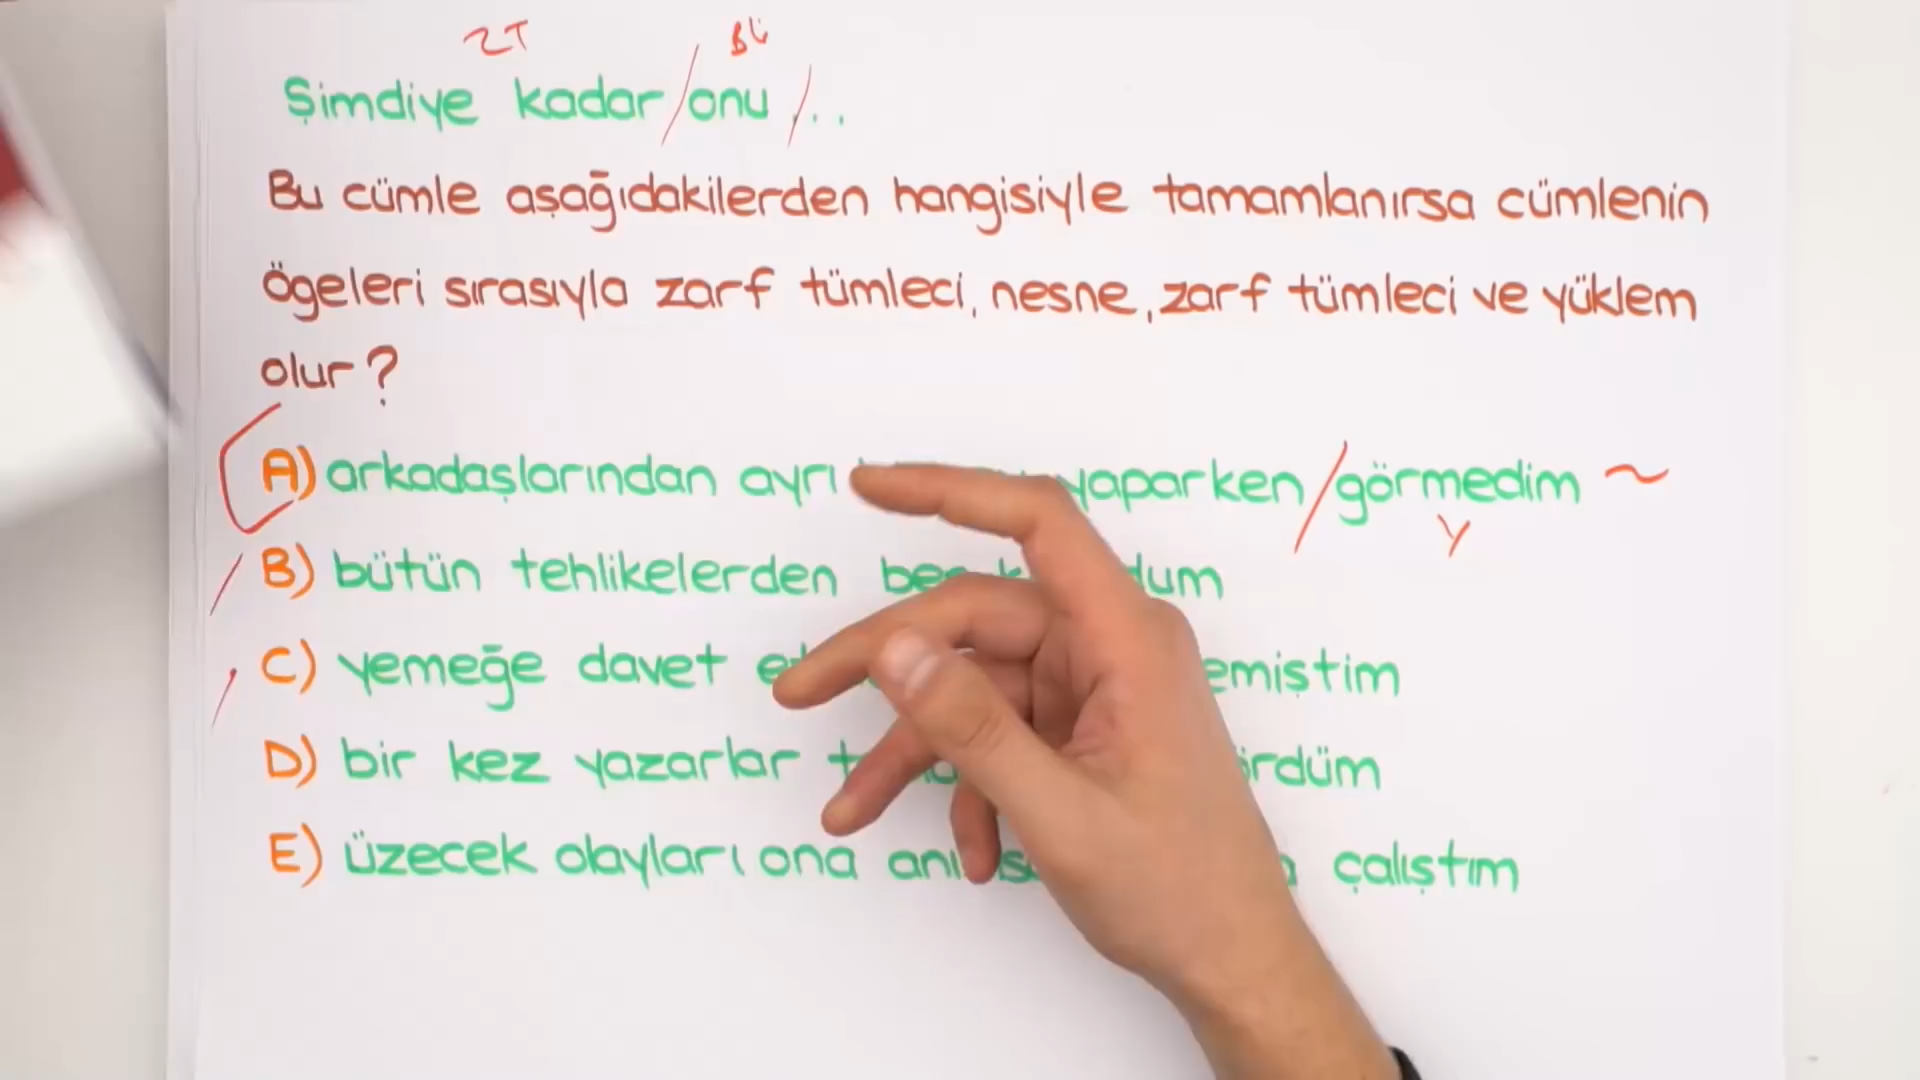 ZT BLi
Şimdiye kadar / onu / ...
Bu cümle aşağıdakilerden hangisiyle tamamlanırsa cümlenin
ögeleri sırasıyla zarf tümleci, nesne, zarf tümleci ve yüklem
olur?
A) arkadaşlarından ayrı yaparken / görmedim ~
Y
B) bütün tehlikelerden
C) yemeğe davet
D) bir kez yazarlar
E) üzecek olayları ona çalıştım